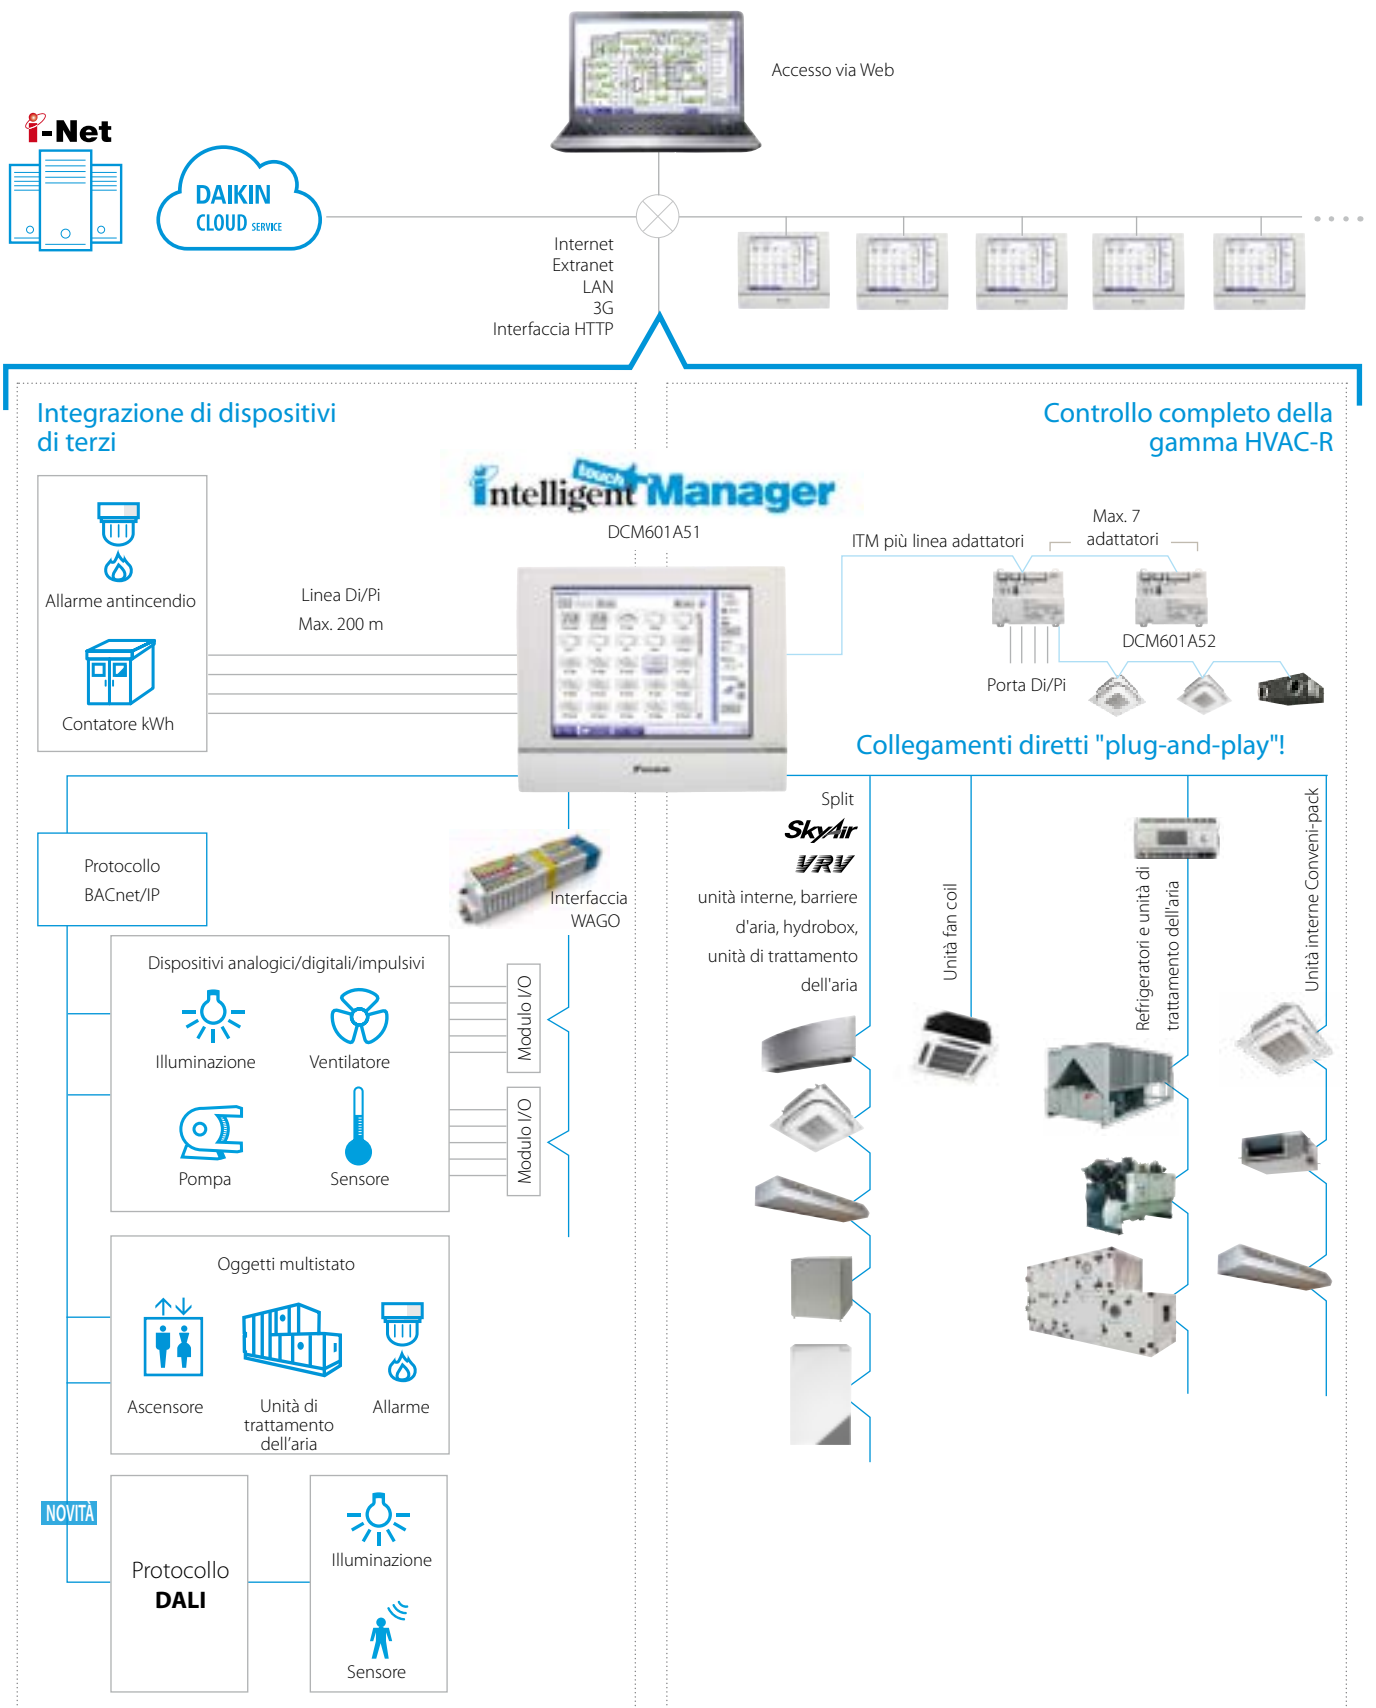 Accesso via Web
i-Net
DAIKIN
CLOUD SERVICE
Internet
Extranet
LAN
3G
Interfaccia HTTP
Integrazione di dispositivi
di terzi
Controllo completo della
gamma HVAC-R
touch
intelligent Manager
DCM601A51
Allarme antincendio
Contatore kWh
Linea Di/Pi
Max. 200 m
ITM più linea adattatori
Max. 7
adattatori
DCM601A52
Porta Di/Pi
Collegamenti diretti "plug-and-play"!
Protocollo
BACnet/IP
Interfaccia
WAGO
Split
SkyAir
VRV
unità interne, barriere
d'aria, hydrobox,
unità di trattamento
dell'aria
Unità fan coil
Refrigeratori e unità di
trattamento dell'aria
Unità interne Conveni-pack
Dispositivi analogici/digitali/impulsivi
Illuminazione
Ventilatore
Pompa
Sensore
Modulo I/O
Modulo I/O
Oggetti multistato
Ascensore
Unità di
trattamento
dell'aria
Allarme
NOVITÀ
Protocollo
DALI
Illuminazione
Sensore